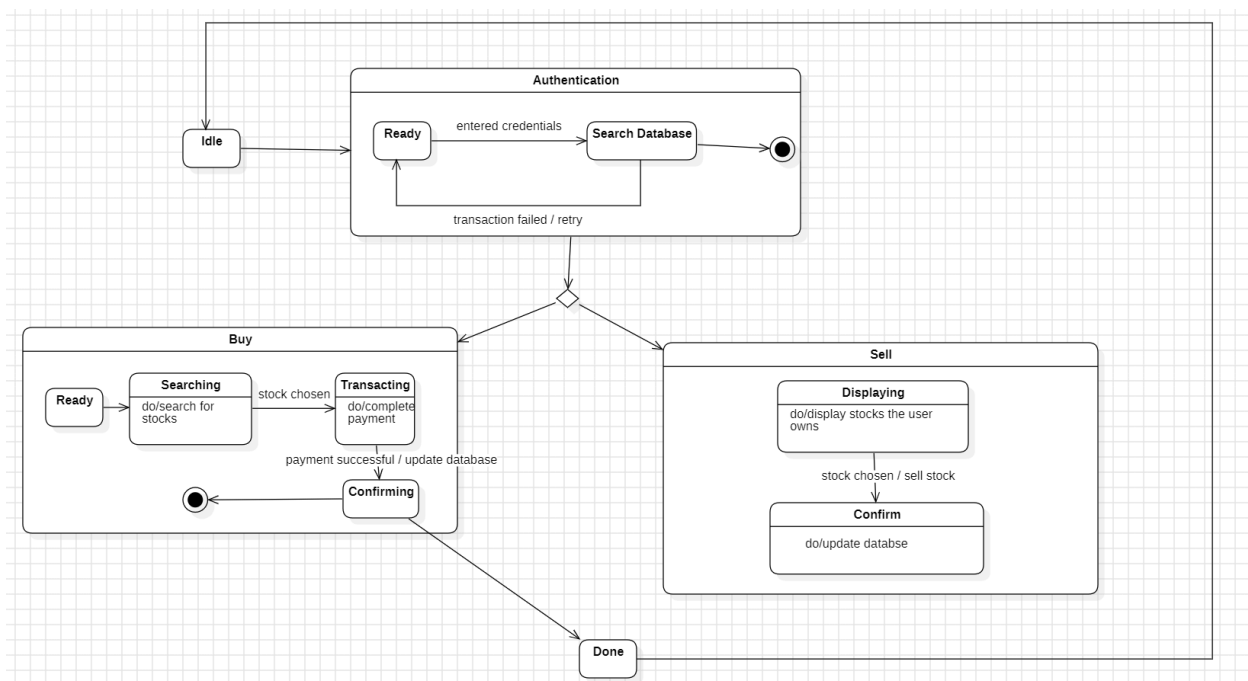 Authentication
Idle
Ready
entered credentials
Search Database
transaction failed / retry
Buy
Ready
Searching
do/search for
stocks
stock chosen
Transacting
do/complete
payment
payment successful / update database
Confirming
Sell
Displaying
do/display stocks the user
owns
stock chosen / sell stock
Confirm
do/update databse
Done